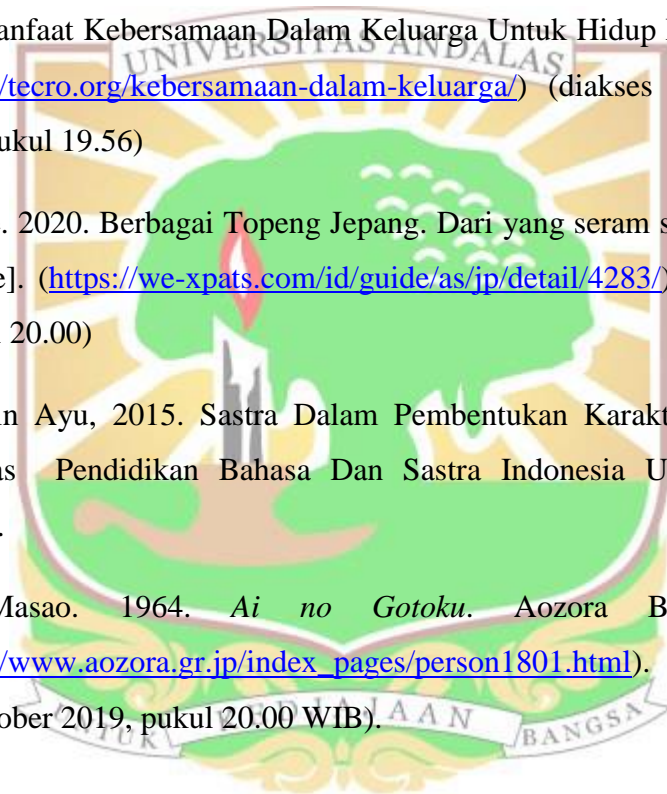 anfaat Kebersamaan Dalam Keluarga Untuk Hidup
UNIVERSITAS ANDALAS
/tecro.org/kebersamaan-dalam-keluarga/) (diakses
ukul 19.56)
. 2020. Berbagai Topeng Jepang. Dari yang seram s
e]. (https://we-xpats.com/id/guide/as/jp/detail/4283/)
20.00)
n Ayu, 2015. Sastra Dalam Pembentukan Karakt
as Pendidikan Bahasa Dan Sastra Indonesia U
.
Masao. 1964. Ai no Gotoku. Aozora B
/www.aozora.gr.jp/index_pages/person1801.html).
ober 2019, pukul 20.00 WIB).
UNTUK KEDJAJAAN BANGSA